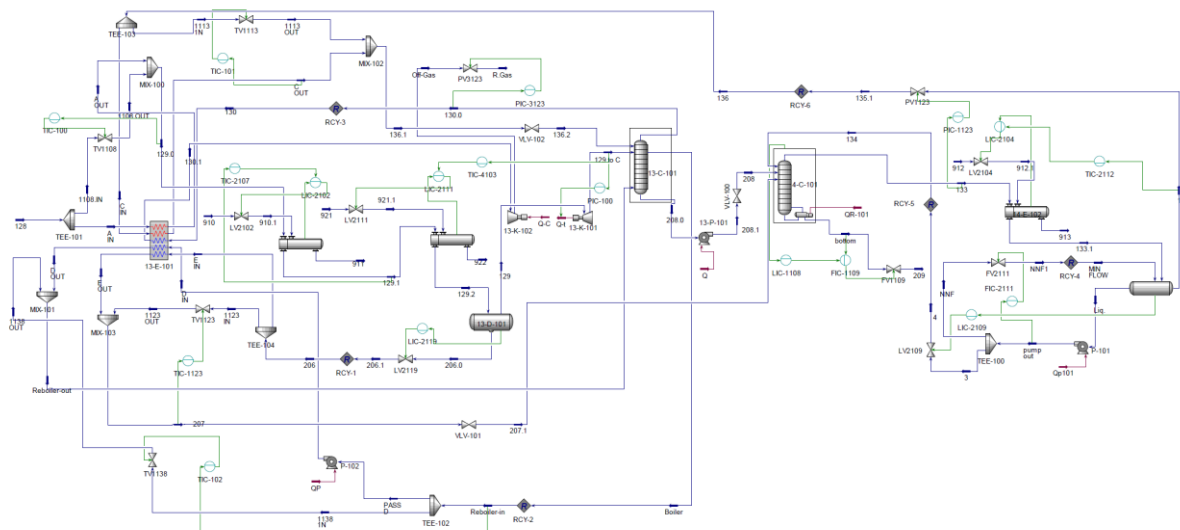 TEE-103
1113 IN
TV1113
1113 OUT
MIX-102
TIC-101
C OUT
MIX-100
A OUT
1108 OUT
TIC-100
TV1108
129.0
130.1
1108.IN
128
TEE-101
A IN
C IN
13-E-101
D OUT
E OUT
E IN
D IN
MIX-101
1138 OUT
MIX-103
1123 OUT
TV1123
1123 IN
TEE-104
TIC-1123
Reboiler-out
207
VLV-101
207.1
TV1138
TIC-102
P-102
QP
PASS D
1138 IN
TEE-102
Reboiler-in
RCY-2
Boiler
Off-Gas
PV3123
R.Gas
PIC-3123
130
RCY-3
130.0
136.1
VLV-102
136.2
TIC-2107
LIC-2102
910
LV2102
910.1
911
129.1
921
LV2111
921.1
LIC-2111
TIC-4103
922
129.2
129
13-D-101
LIC-2119
206
RCY-1
206.1
LV2119
206.0
129.to C
PIC-100
13-K-102
Q-C
Q-I
13-K-101
13-C-101
208.0
13-P-101
Q
VLV-100
208
208.1
4-C-101
QR-101
bottom
LIC-1108
FIC-1109
FV1109
209
136
RCY-6
135.1
PV1123
134
PIC-1123
LIC-2104
912
LV2104
912.1
TIC-2112
133
RCY-5
14-E-102
913
133.1
FV2111
NNF1
RCY-4
MIN FLOW
NNF
FIC-2111
4
LIC-2109
Liq.
LV2109
TEE-100
pump out
P-101
3
Qp101